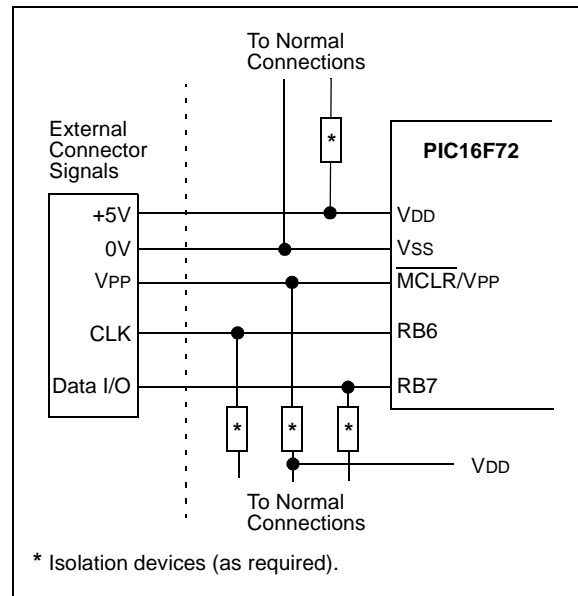 To Normal
Connections
External
Connector
Signals
*
PIC16F72
+5V
VDD
0V
VSS
VPP
MCLR/VPP
CLK
RB6
Data I/O
RB7
* * *
VDD
To Normal
Connections
* Isolation devices (as required).